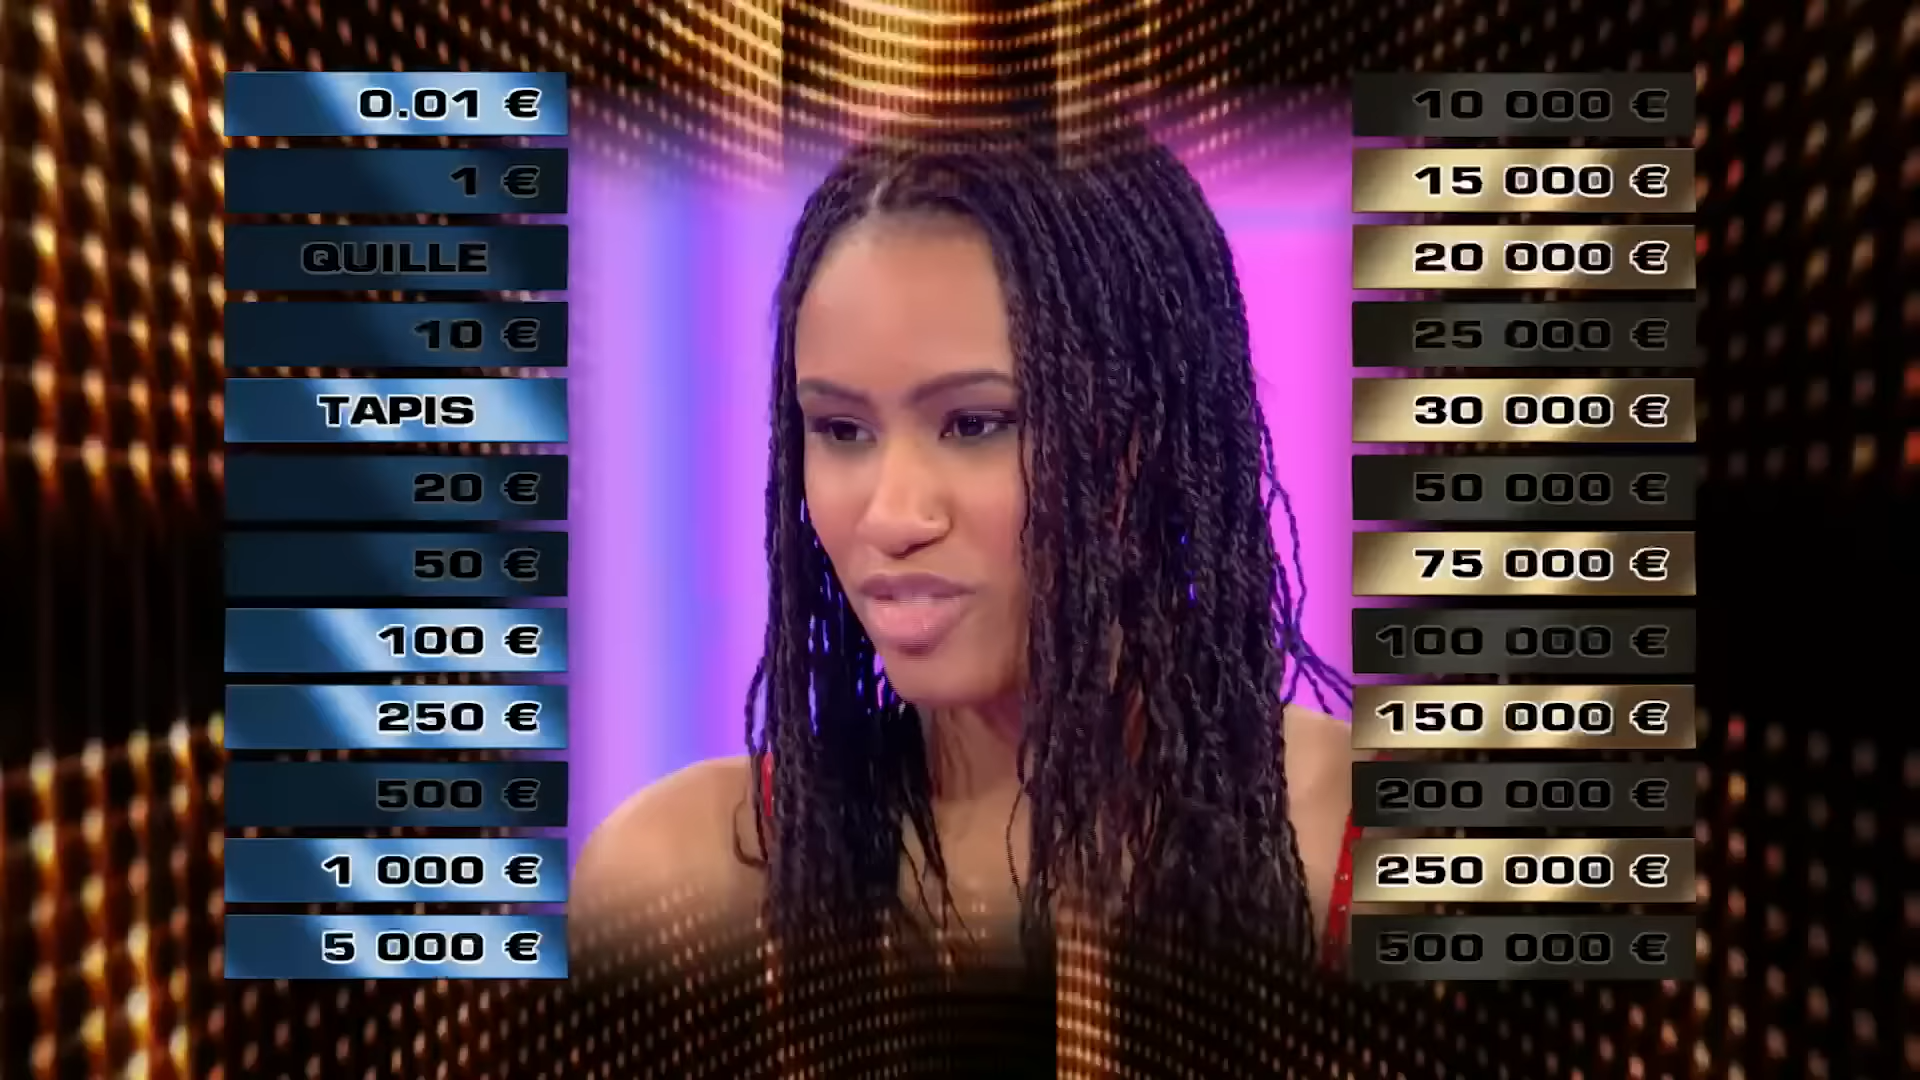 0.01 €
1 €
QUILLE
10 €
TAPIS
20 €
50 €
100 €
250 €
500 €
1 000 €
5 000 €
10 000 €
15 000 €
20 000 €
25 000 €
30 000 €
50 000 €
75 000 €
100 000 €
150 000 €
200 000 €
250 000 €
500 000 €